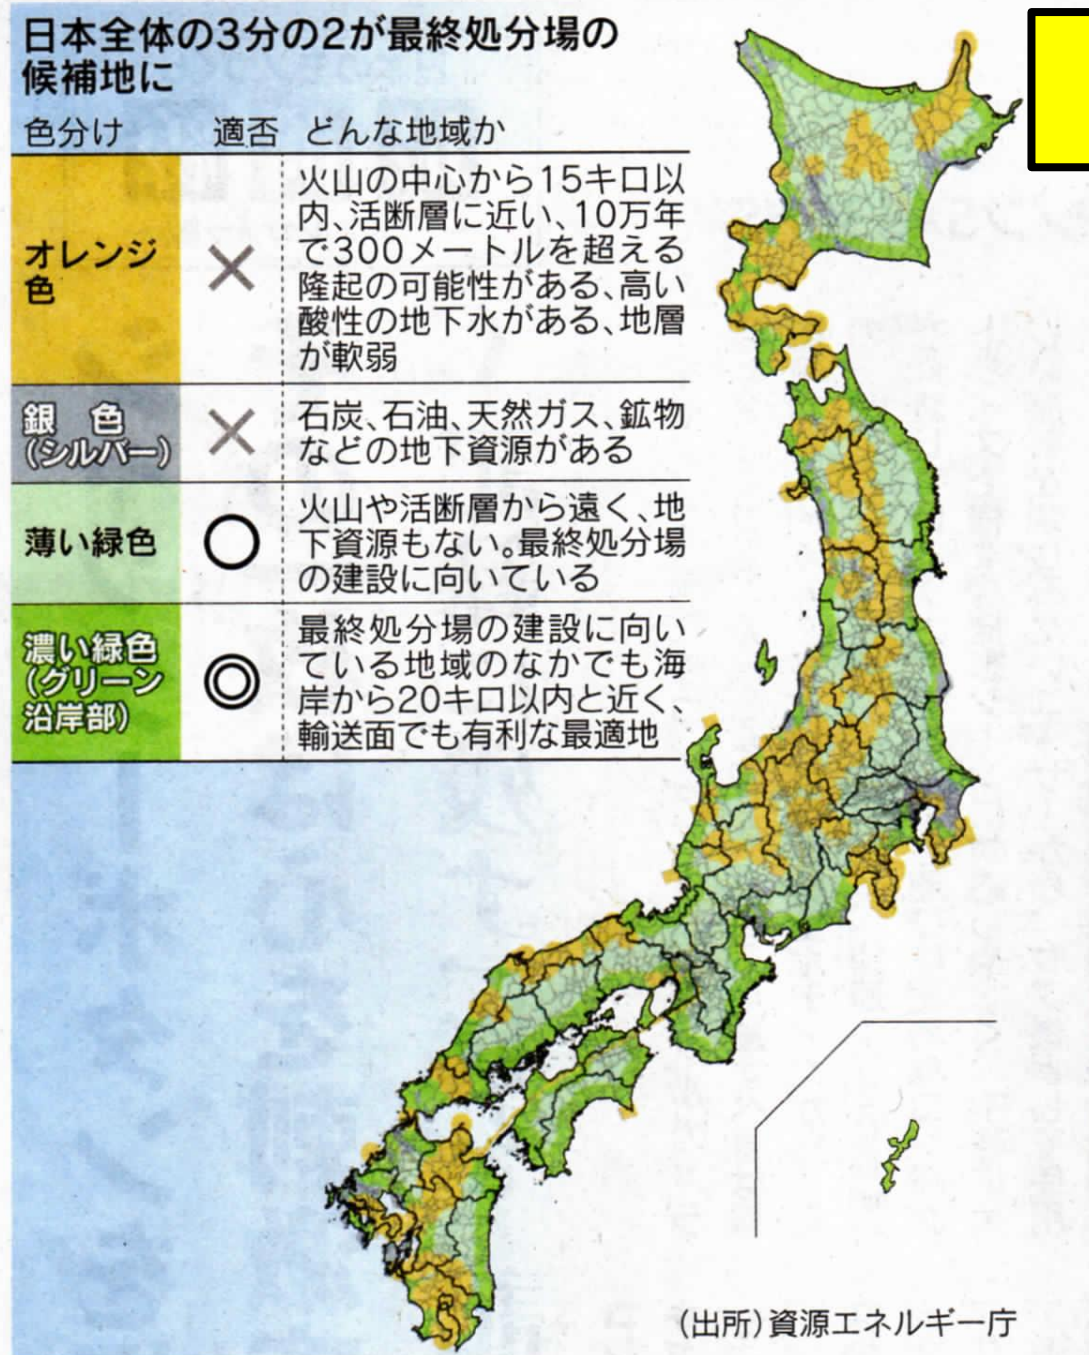 日本全体の3分の2が最終処分場の
候補地に
色分け 適否 どんな地域か
オレンジ
色
×
火山の中心から15キロ以
内、活断層に近い、10万年
で300メートルを超える
隆起の可能性がある、高い
酸性の地下水がある、地層
が軟弱
銀 色
(シルバー)
×
石炭、石油、天然ガス、鉱物
などの地下資源がある
薄い緑色
○
火山や活断層から遠く、地
下資源もない。最終処分場
の建設に向いている
濃い緑色
(グリーン
沿岸部)
◎
最終処分場の建設に向い
ている地域のなかでも海
岸から20キロ以内と近く、
輸送面でも有利な最適地
(出所)資源エネルギー庁